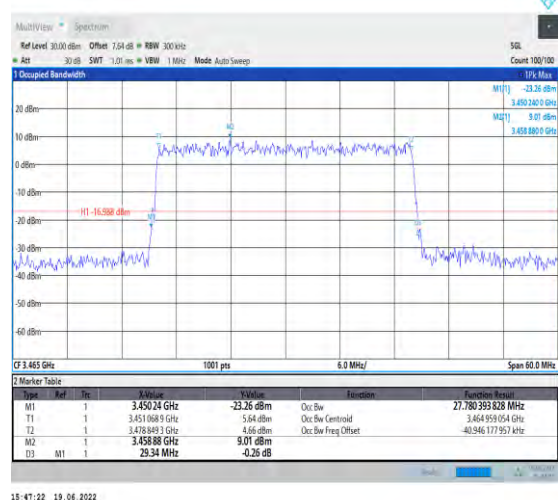 MultiView Spectrum
Ref Level 30.00 dBm Offset 7.64 dB RBW 300 kHz SGL
Att 30 dB SWT 1.01 ms VBW 1 MHz Mode Auto Sweep Count 100/100
1 Occupied Bandwidth 1Pk Max
M1[1] -23.26 dBm
3.450 240 0 GHz
M2[1] 9.01 dBm
3.458 880 0 GHz
20 dBm
10 dBm
0 dBm
-10 dBm
H1 -16.988 dBm
-20 dBm
-30 dBm
-40 dBm
-50 dBm
-60 dBm
CF 3.465 GHz 1001 pts 6.0 MHz/ Span 60.0 MHz
2 Marker Table
Type Ref Trc X-Value Y-Value Function Function Result
M1 1 3.450 24 GHz -23.26 dBm Occ Bw 27.780 393 828 MHz
T1 1 3.451 068 9 GHz 5.64 dBm Occ Bw Centroid 3.464 959 054 GHz
T2 1 3.478 849 3 GHz 4.66 dBm Occ Bw Freq Offset -40.946 177 957 kHz
M2 1 3.458 88 GHz 9.01 dBm
D3 M1 1 29.34 MHz -0.26 dB
15:47:22 19.06.2022